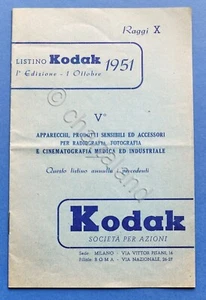 Raggi X
LISTINO Kodak 1951
1ª Edizione - 1 Ottobre
V°
APPARECCHI, PRODOTTI SENSIBILI ED ACCESSORI
PER RADIOGRAFIA, FOTOGRAFIA
E CINEMATOGRAFIA MEDICA ED INDUSTRIALE
Questo listino annulla i precedenti
Kodak
SOCIETÀ PER AZIONI
Sede: MILANO - VIA VITTOR PISANI, 16
Filiale: ROMA - VIA NAZIONALE, 26-27